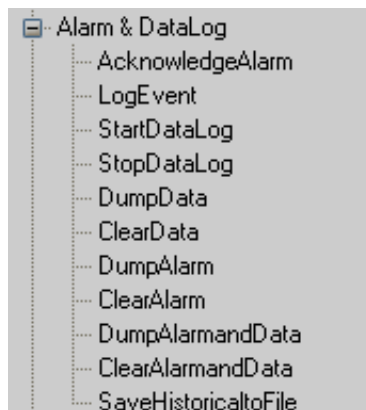 Alarm & DataLog
AcknowledgeAlarm
LogEvent
StartDataLog
StopDataLog
DumpData
ClearData
DumpAlarm
ClearAlarm
DumpAlarmandData
ClearAlarmandData
SaveHistoricaltoFile